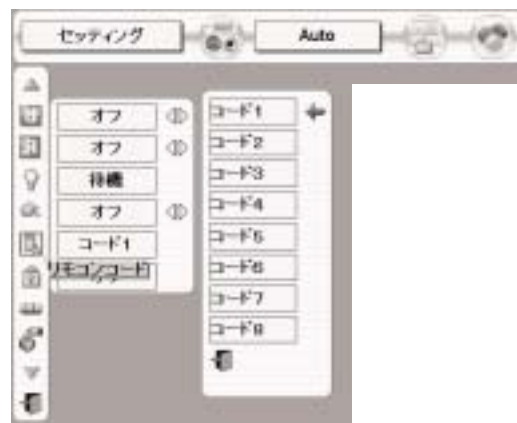 セッティング
Auto
オフ
オフ
待機
オフ
コード1
リモコンコード
コード1
コード2
コード3
コード4
コード5
コード6
コード7
コード8